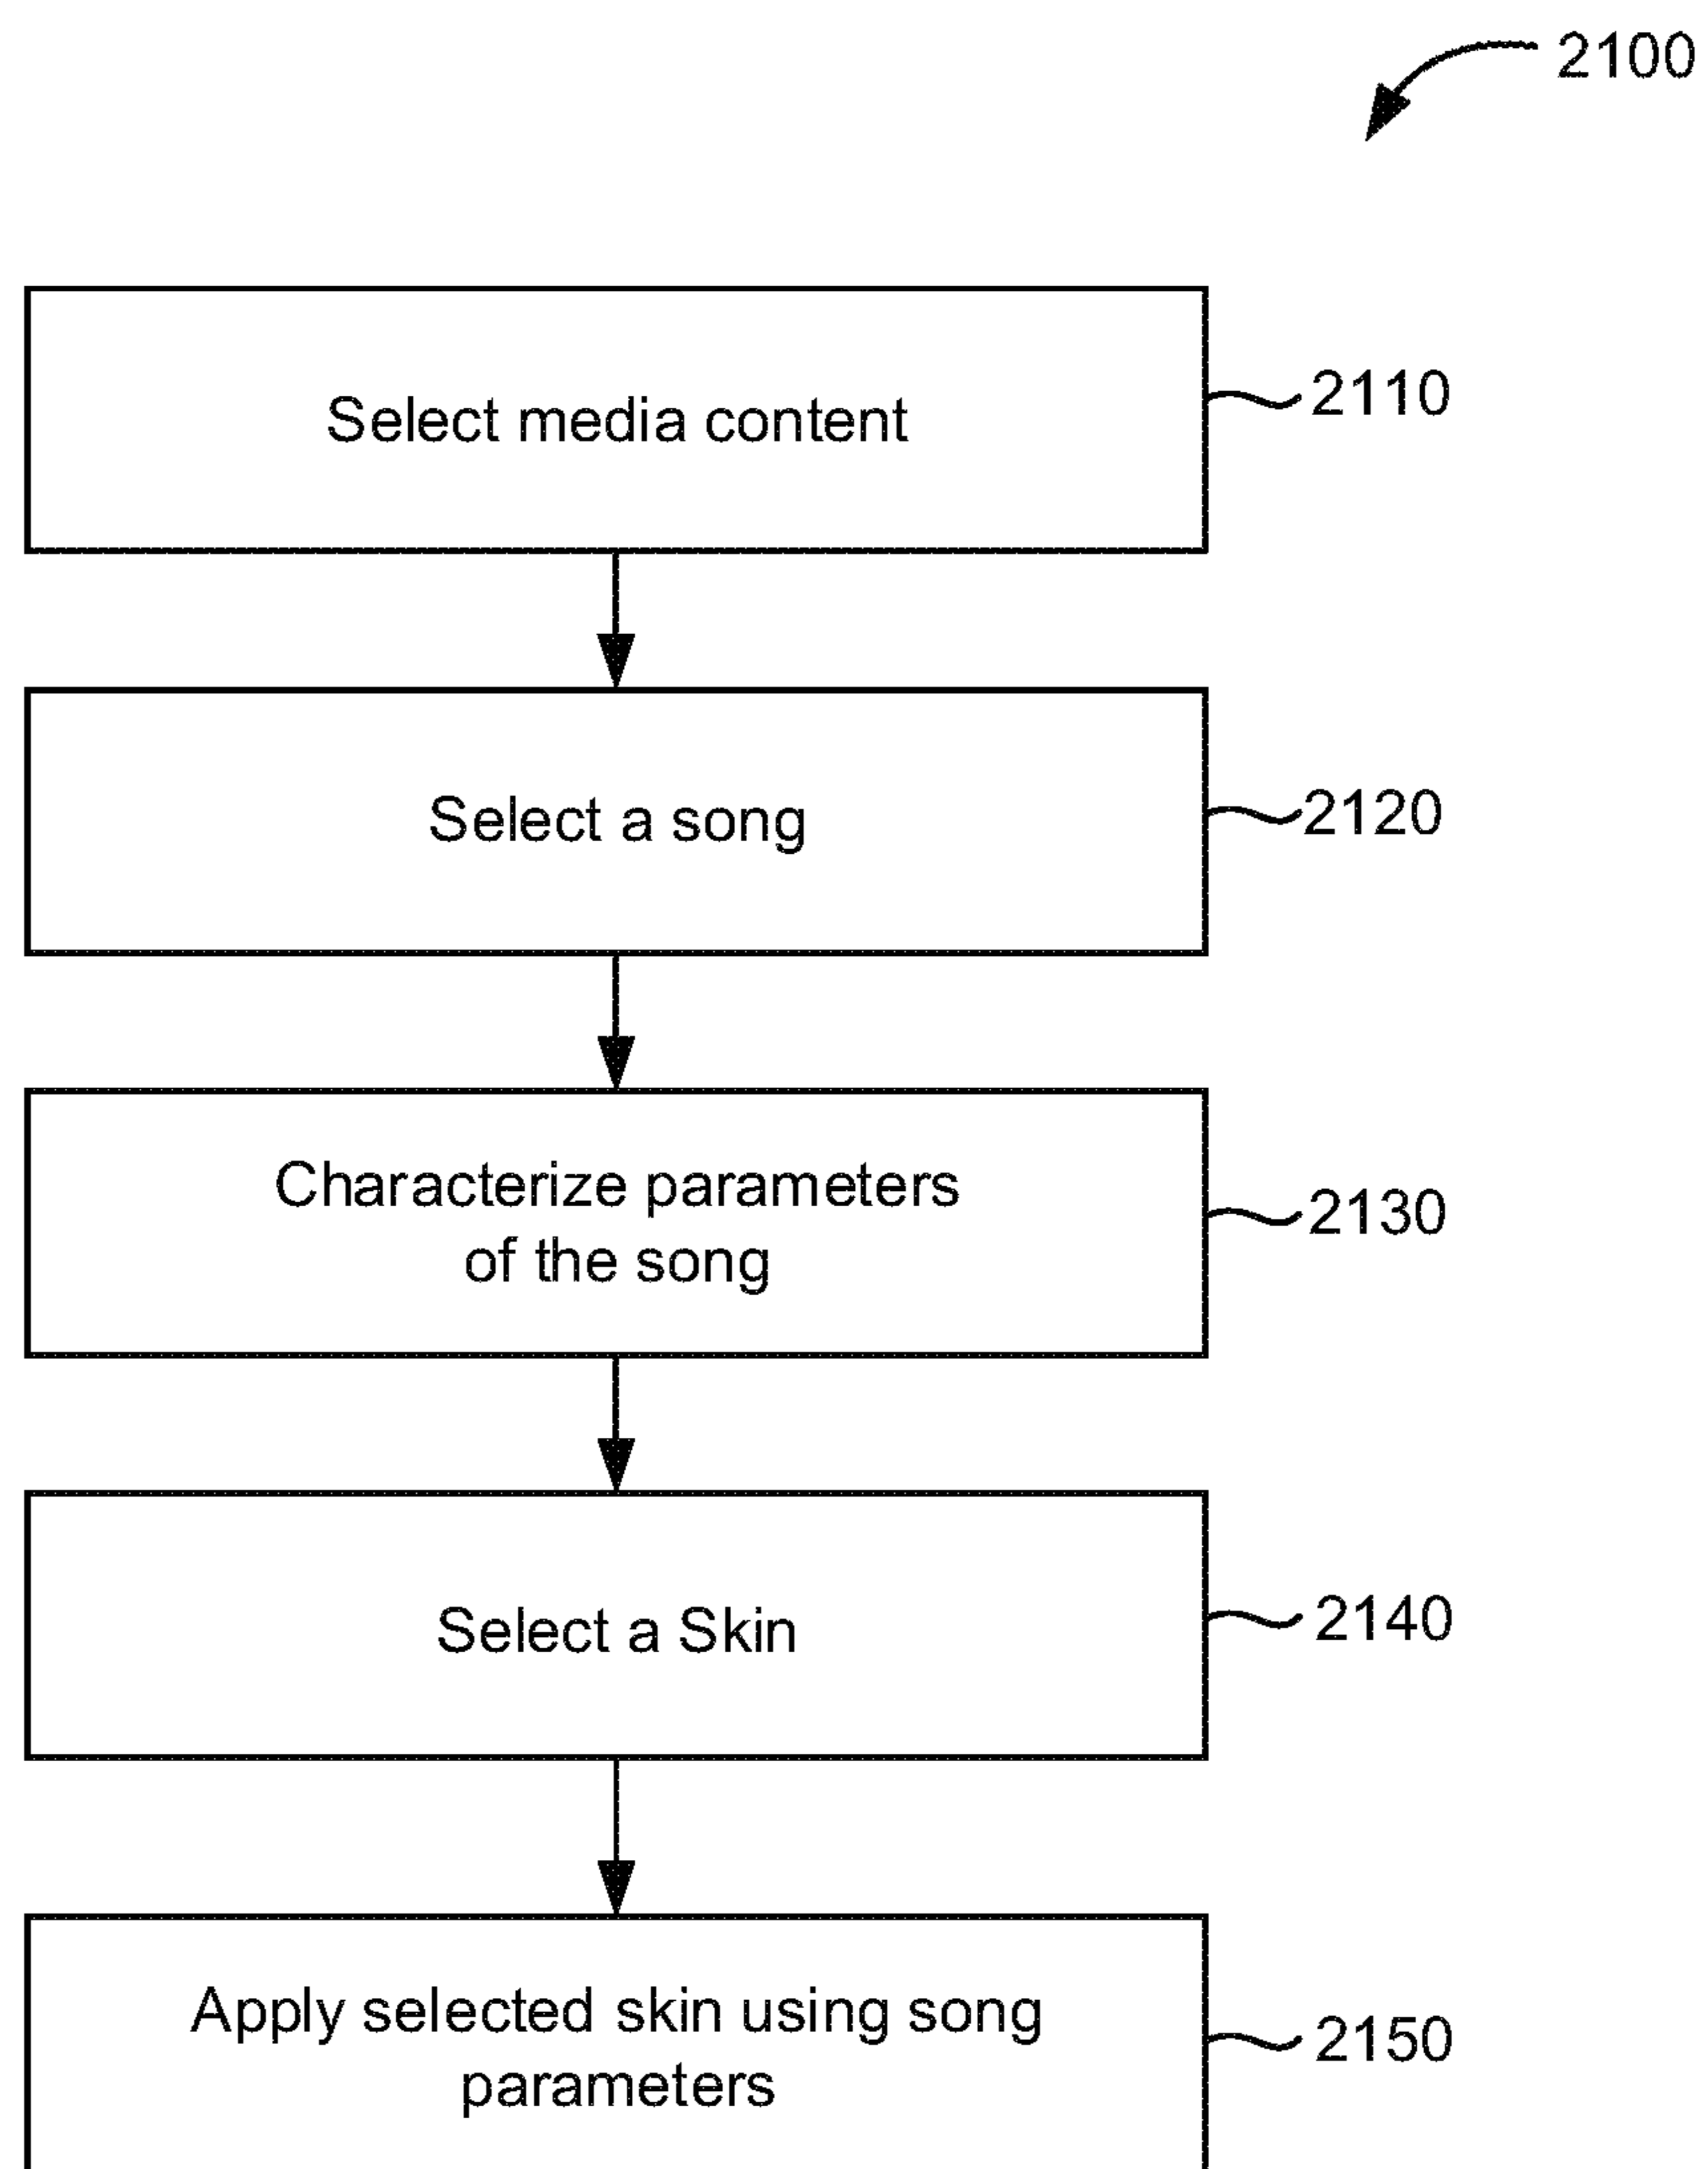 2100
Select media content
2110
Select a song
2120
Characterize parameters
of the song
2130
Select a Skin
2140
Apply selected skin using song
parameters
2150